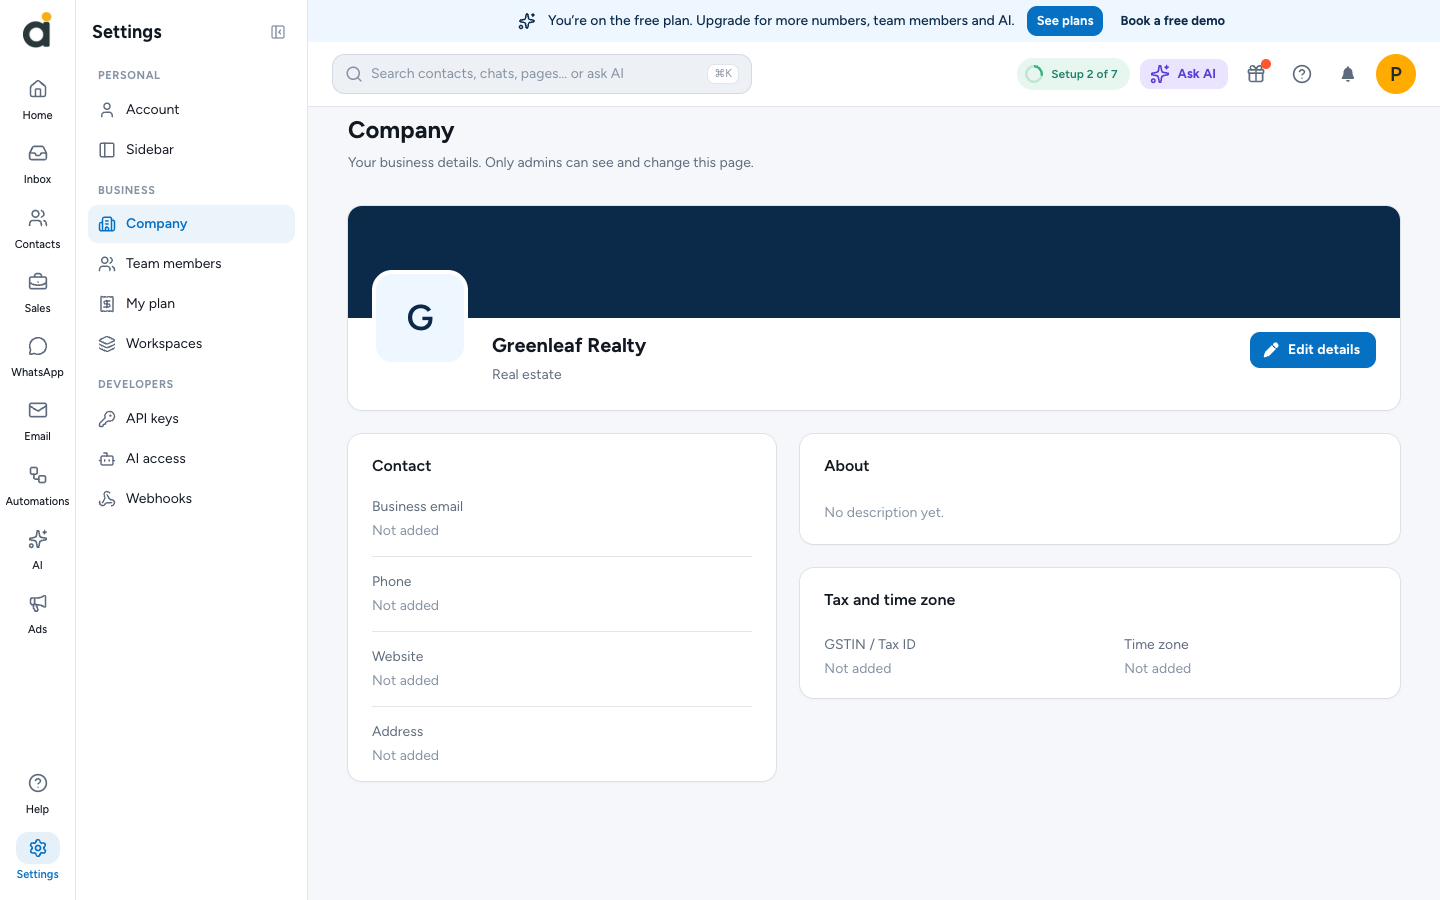 You're on the free plan. Upgrade for more numbers, team members and AI.
See plans
Book a free demo
Settings
Search contacts, chats, pages... or ask AI
⌘K
Setup 2 of 7
Ask AI
P
Home
Inbox
Contacts
Sales
WhatsApp
Email
Automations
AI
Ads
Help
Settings
PERSONAL
Account
Sidebar
BUSINESS
Company
Team members
My plan
Workspaces
DEVELOPERS
API keys
AI access
Webhooks
Company
Your business details. Only admins can see and change this page.
G
Greenleaf Realty
Real estate
Edit details
Contact
Business email
Not added
Phone
Not added
Website
Not added
Address
Not added
About
No description yet.
Tax and time zone
GSTIN / Tax ID
Not added
Time zone
Not added